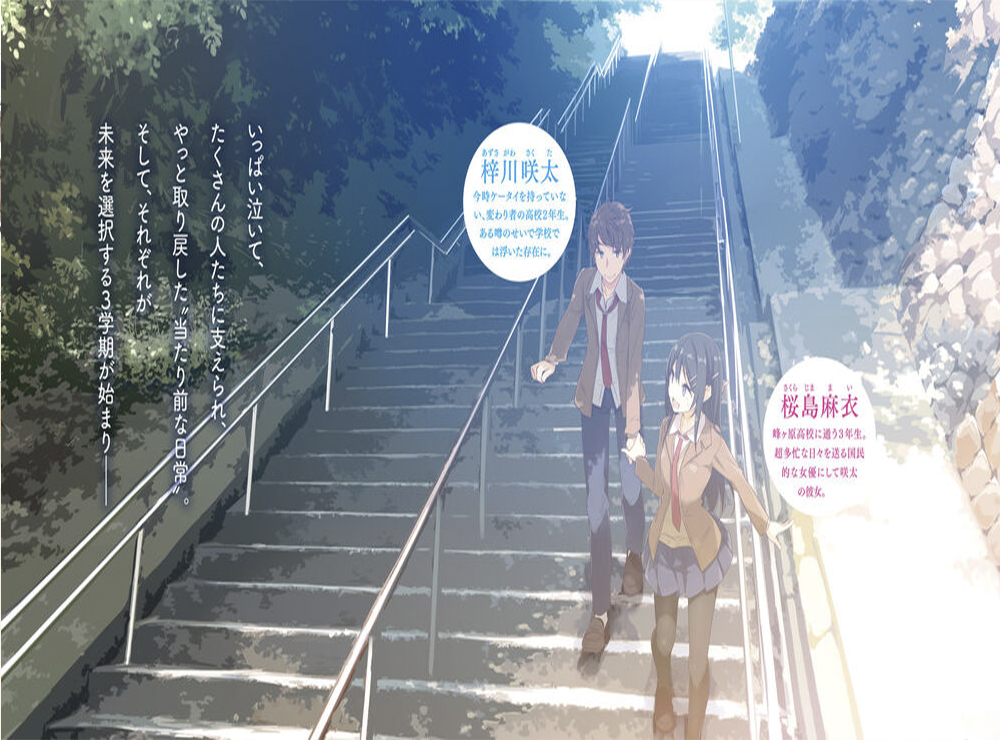 いっぱい泣いて、
たくさんの人たちに支えられ、
やっと取り戻した〝当たり前な日常〟。
そして、それぞれが
未来を選択する3学期が始まり――
あずさ がわ さく た
梓川咲太
今時ケータイを持っていな
い、変わり者の高校2年生。
ある噂のせいで学校で
は浮いた存在に。
さくら じま ま い
桜島麻衣
峰ヶ原高校に通う3年生。
超多忙な日々を送る国民
的な女優にして咲太
の彼女。